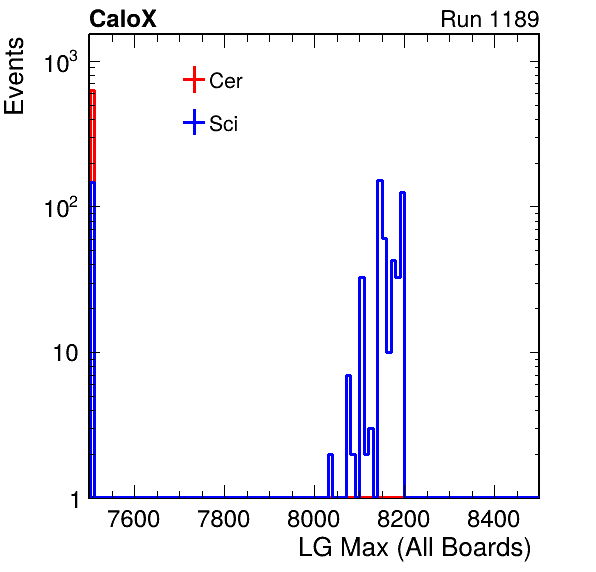 CaloX Run 1189
Events
10³
10²
10
1
Cer
Sci
7600 7800 8000 8200 8400
LG Max (All Boards)